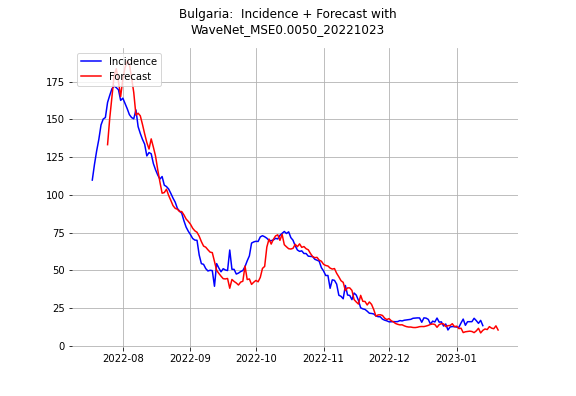 Bulgaria:  Incidence + Forecast with
WaveNet_MSE0.0050_20221023
Incidence
Forecast
175
150
125
100
75
50
25
0
2022-08 2022-09 2022-10 2022-11 2022-12 2023-01